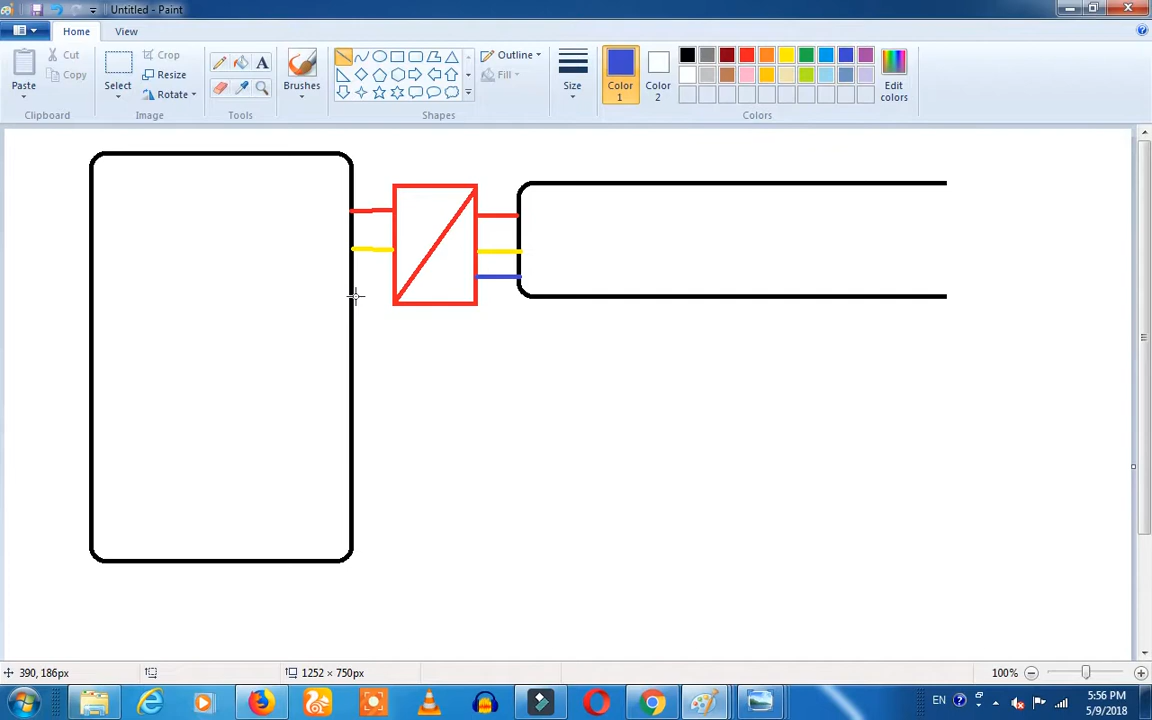 Untitled - Paint
Home View
Paste
Cut
Copy
Clipboard
Select
Crop
Resize
Rotate
Image
A
Tools
Brushes
Outline
Fill
Shapes
Size
Color 1
Color 2
Edit colors
Colors
390, 186px
1252 × 750px
100%
EN
5:56 PM
5/9/2018